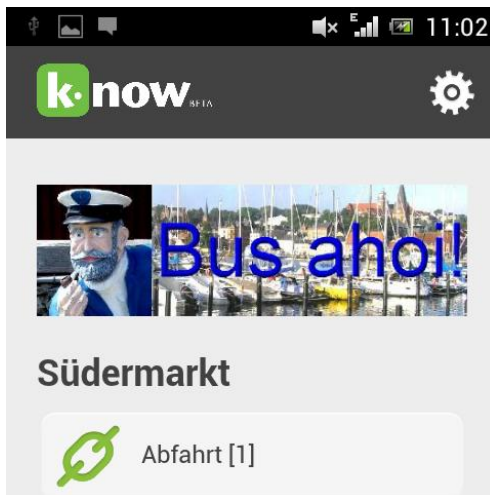 E
11:02
k.now BETA
Bus ahoi!
Südermarkt
Abfahrt [1]